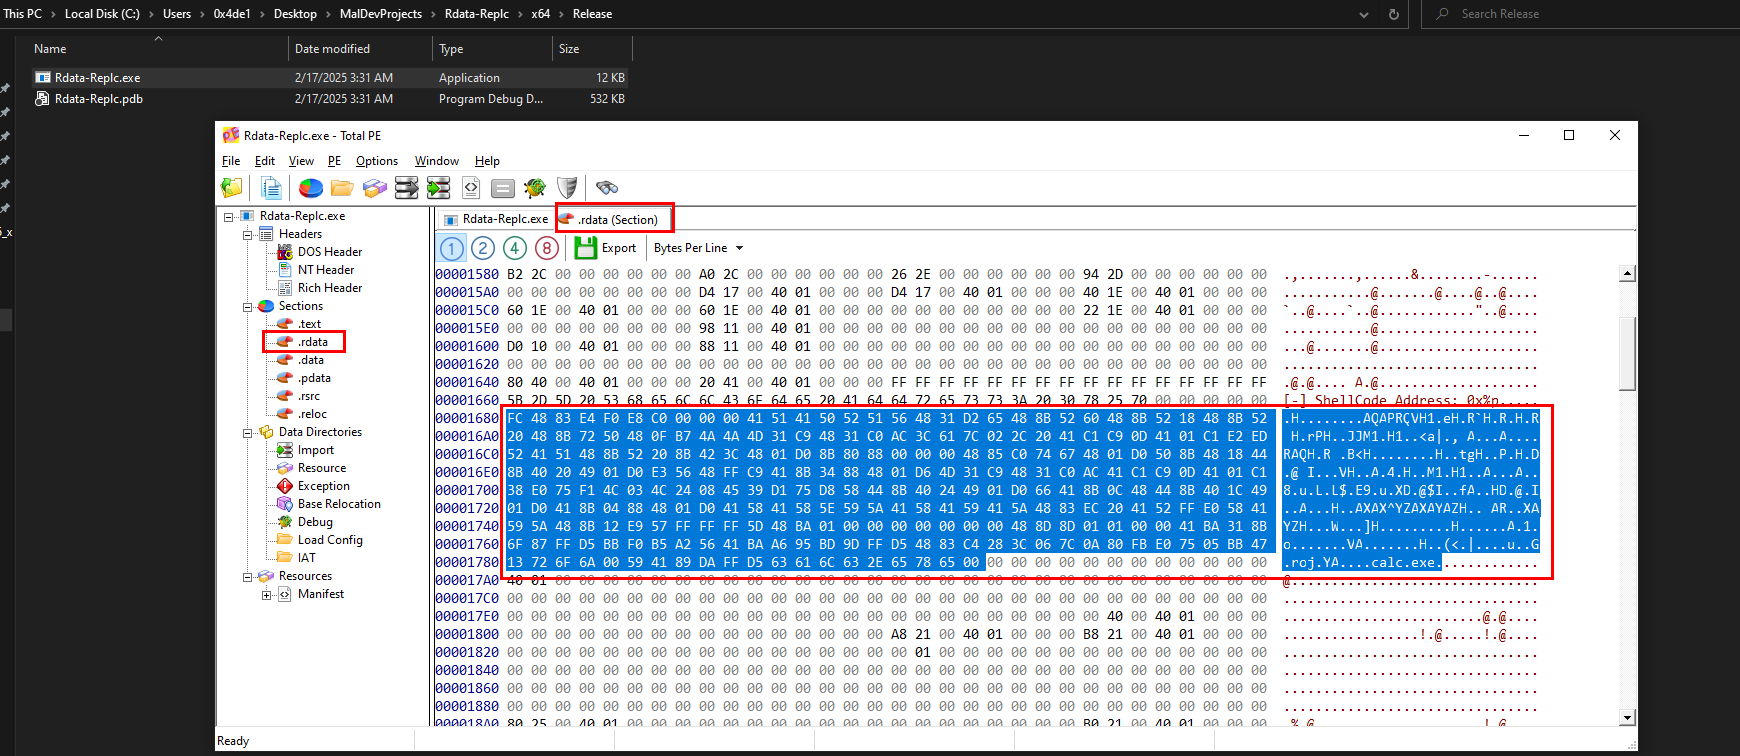 This PC > Local Disk (C:) > Users > 0x4de1 > Desktop > MalDevProjects > Rdata-Replc > x64 > Release
Search Release
Name Date modified Type Size
Rdata-Replc.exe 2/17/2025 3:31 AM Application 12 KB
Rdata-Replc.pdb 2/17/2025 3:31 AM Program Debug D... 532 KB
Rdata-Replc.exe - Total PE
File Edit View PE Options Window Help
Rdata-Replc.exe
Headers
DOS Header
NT Header
Rich Header
Sections
.text
.rdata
.data
.pdata
.rsrc
.reloc
Data Directories
Import
Resource
Exception
Base Relocation
Debug
Load Config
IAT
Resources
Manifest
Rdata-Replc.exe .rdata (Section)
1 2 4 8 Export Bytes Per Line
00001580 B2 2C 00 00 00 00 00 00 A0 2C 00 00 00 00 00 00 26 2E 00 00 00 00 00 00 94 2D 00 00 00 00 00 00
000015A0 00 00 00 00 00 00 00 00 D4 17 00 40 01 00 00 00 D4 17 00 40 01 00 00 00 40 1E 00 40 01 00 00 00
000015C0 60 1E 00 40 01 00 00 00 60 1E 00 40 01 00 00 00 00 00 00 00 00 00 00 00 22 1E 00 40 01 00 00 00
000015E0 00 00 00 00 00 00 00 00 98 11 00 40 01 00 00 00 00 00 00 00 00 00 00 00 00 00 00 00 00 00 00 00
00001600 D0 10 00 40 01 00 00 00 88 11 00 40 01 00 00 00 00 00 00 00 00 00 00 00 00 00 00 00 00 00 00 00
00001620 00 00 00 00 00 00 00 00 00 00 00 00 00 00 00 00 00 00 00 00 00 00 00 00 00 00 00 00 00 00 00 00
00001640 80 40 00 40 01 00 00 00 20 41 00 40 01 00 00 00 FF FF FF FF FF FF FF FF FF FF FF FF FF FF FF FF
00001660 5B 2D 5D 20 53 68 65 6C 6C 43 6F 64 65 20 41 64 64 72 65 73 73 3A 20 30 78 25 70 00 00 00 00 00 [-] ShellCode Address: 0x%p.....
00001680 FC 48 83 E4 F0 E8 C0 00 00 00 41 51 41 50 52 51 56 48 31 D2 65 48 8B 52 60 48 8B 52 18 48 8B 52
000016A0 20 48 8B 72 50 48 0F B7 4A 4A 4D 31 C9 48 31 C0 AC 3C 61 7C 02 2C 20 41 C1 C9 0D 41 01 C1 E2 ED
000016C0 52 41 51 48 8B 52 20 8B 42 3C 48 01 D0 8B 80 88 00 00 00 48 85 C0 74 67 48 01 D0 50 8B 48 18 44
000016E0 8B 40 20 49 01 D0 E3 56 48 FF C9 41 8B 34 88 48 01 D6 4D 31 C9 48 31 C0 AC 41 C1 C9 0D 41 01 C1
00001700 38 E0 75 F1 4C 03 4C 24 08 45 39 D1 75 D8 58 44 8B 40 24 49 01 D0 66 41 8B 0C 48 44 8B 40 1C 49
00001720 01 D0 41 8B 04 88 48 01 D0 41 58 41 58 5E 59 5A 41 58 41 59 41 5A 48 83 EC 20 41 52 FF E0 58 41
00001740 59 5A 48 8B 12 E9 57 FF FF FF 5D 48 BA 01 00 00 00 00 00 00 00 48 8D 8D 01 01 00 00 41 BA 31 8B
00001760 6F 87 FF D5 BB F0 B5 A2 56 41 BA A6 95 BD 9D FF D5 48 83 C4 28 3C 06 7C 0A 80 FB E0 75 05 BB 47
00001780 13 72 6F 6A 00 59 41 89 DA FF D5 63 61 6C 63 2E 65 78 65 00 00 00 00 00 00 00 00 00 00 00 00 00 .roj.YA....calc.exe.............
000017A0 40 01 00 00 00 00 00 00 00 00 00 00 00 00 00 00 00 00 00 00 00 00 00 00 00 00 00 00 00 00 00 00
000017C0 00 00 00 00 00 00 00 00 00 00 00 00 00 00 00 00 00 00 00 00 00 00 00 00 00 00 00 00 00 00 00 00
000017E0 00 00 00 00 00 00 00 00 00 00 00 00 00 00 00 00 00 00 00 00 00 00 00 00 00 40 00 40 01 00 00 00
00001800 00 00 00 00 00 00 00 00 00 00 00 00 00 00 00 00 A8 21 00 40 01 00 00 00 B8 21 00 40 01 00 00 00
00001820 00 00 00 00 00 00 00 00 00 00 00 00 00 00 00 00 00 01 00 00 00 00 00 00 00 00 00 00 00 00 00 00
00001840 00 00 00 00 00 00 00 00 00 00 00 00 00 00 00 00 00 00 00 00 00 00 00 00 00 00 00 00 00 00 00 00
00001860 00 00 00 00 00 00 00 00 00 00 00 00 00 00 00 00 00 00 00 00 00 00 00 00 00 00 00 00 00 00 00 00
00001880 00 00 00 00 00 00 00 00 00 00 00 00 00 00 00 00 00 00 00 00 00 00 00 00 00 00 00 00 00 00 00 00
000018A0 80 25 00 40 01 00 00 00 00 00 00 00 00 00 00 00 00 00 00 00 00 00 00 00 B0 21 00 40 01 00 00 00
Ready